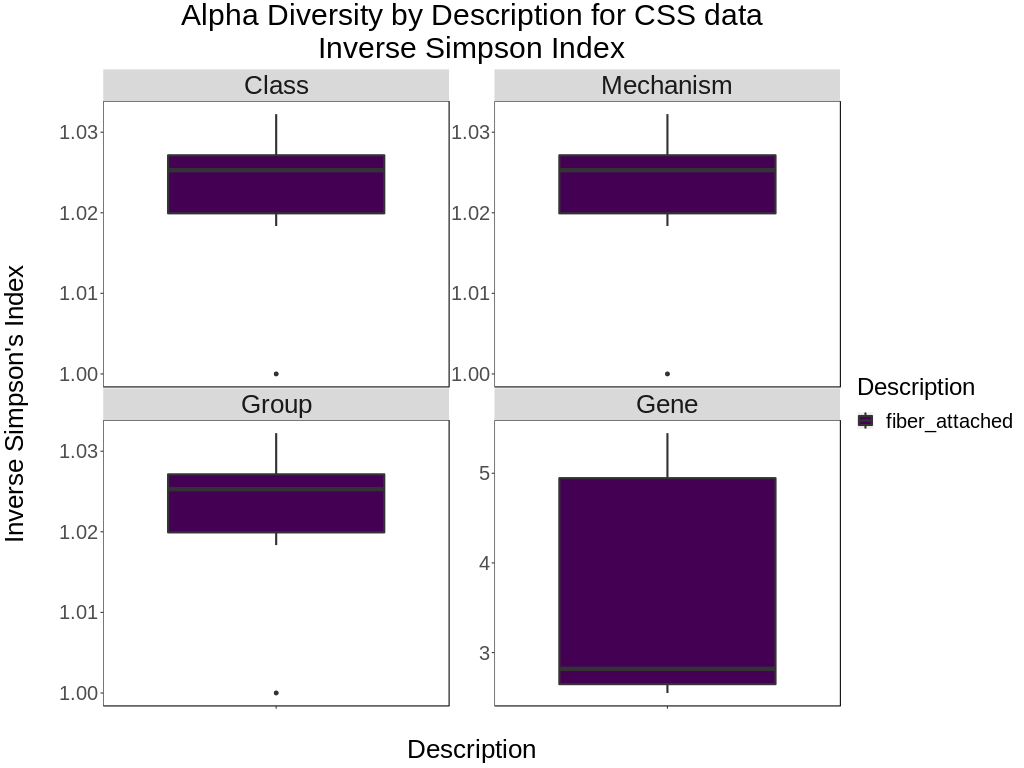 Alpha Diversity by Description for CSS data
Inverse Simpson Index
Class
Mechanism
1.03
1.02
1.01
1.00
1.03
1.02
1.01
1.00
Group
Gene
1.03
1.02
1.01
1.00
5
4
3
Inverse Simpson's Index
Description
Description
fiber_attached